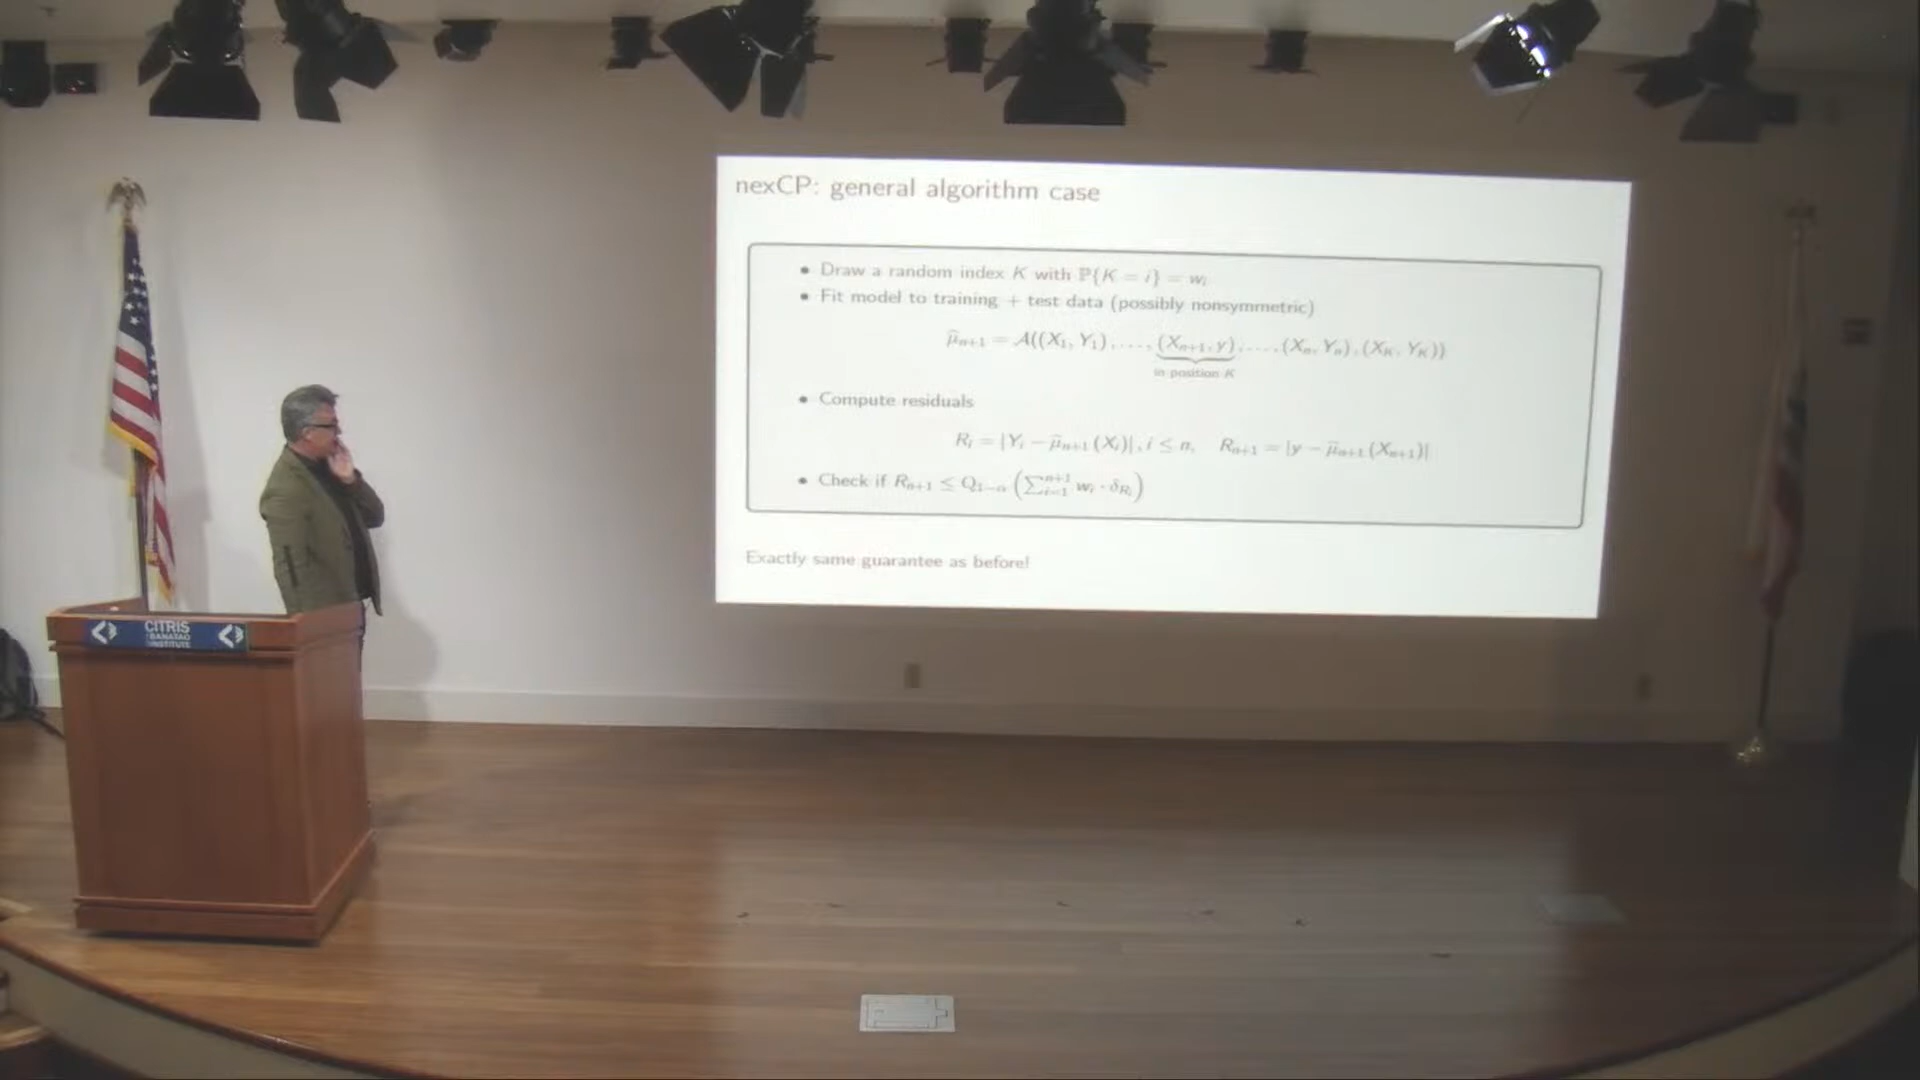 nexCP: general algorithm case
• Draw a random index K with ℙ{K = i} = wᵢ
• Fit model to training + test data (possibly nonsymmetric)
μ̂ₙ₊₁ = 𝒜((X₁, Y₁), ..., (Xₙ₊₁, y), ..., (Xₙ, Yₙ), (X_K, Y_K))
in position K
• Compute residuals
Rᵢ = |Yᵢ − μ̂ₙ₊₁(Xᵢ)|, i ≤ n, Rₙ₊₁ = |y − μ̂ₙ₊₁(Xₙ₊₁)|
• Check if Rₙ₊₁ ≤ Q₁₋α (∑ᵢ₌₁ⁿ⁺¹ wᵢ · δ_Rᵢ)
Exactly same guarantee as before!
CITRIS
BANATAO
INSTITUTE